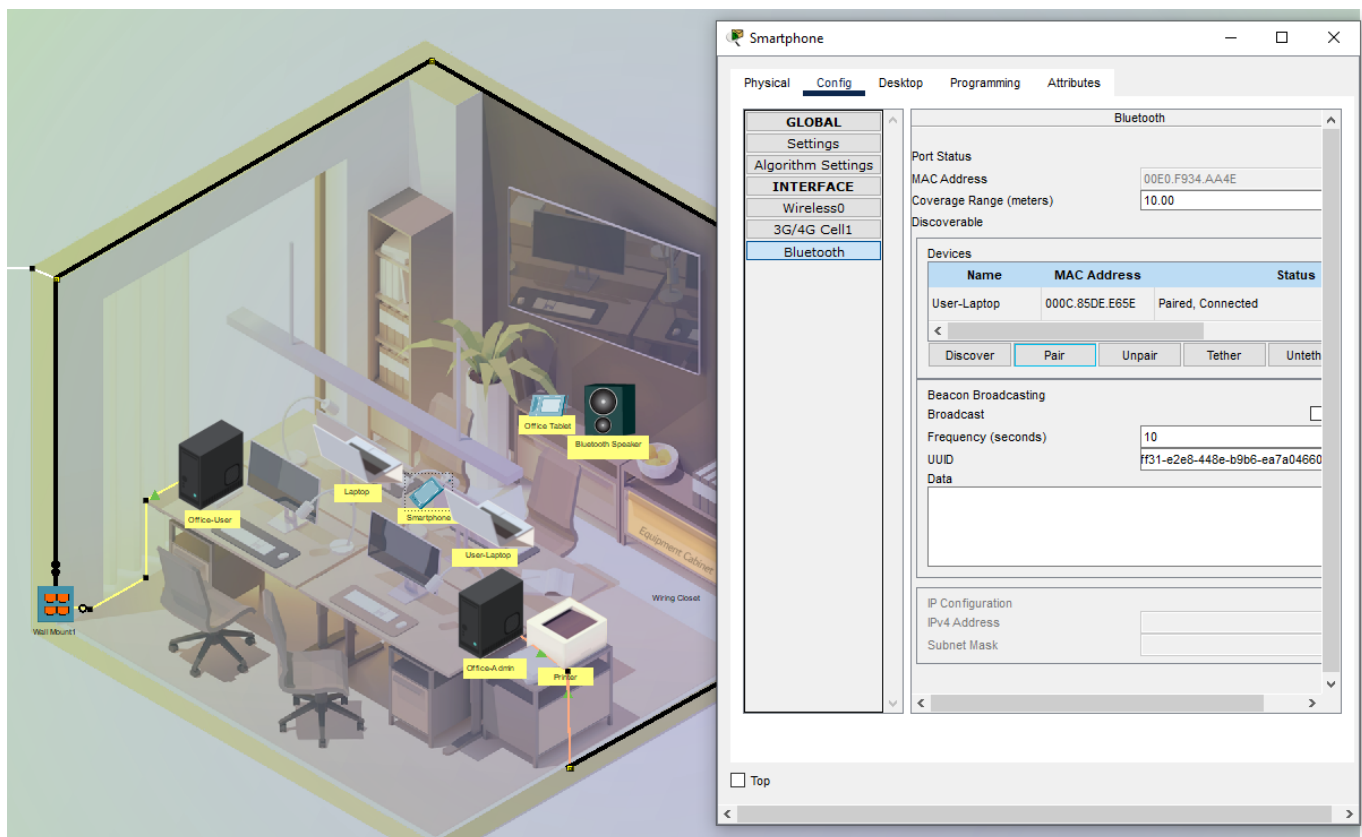 Smartphone
Physical Config Desktop Programming Attributes
GLOBAL
Settings
Algorithm Settings
INTERFACE
Wireless0
3G/4G Cell1
Bluetooth
Bluetooth
Port Status
MAC Address 00E0.F934.AA4E
Coverage Range (meters) 10.00
Discoverable
Devices
Name MAC Address Status
User-Laptop 000C.85DE.E65E Paired, Connected
Discover Pair Unpair Tether Unteth
Beacon Broadcasting
Broadcast
Frequency (seconds) 10
UUID ff31-e2e8-448e-b9b6-ea7a04660
Data
IP Configuration
IPv4 Address
Subnet Mask
Top
Office Tablet
Bluetooth Speaker
Laptop
Smartphone
Office-User
User-Laptop
Equipment Cabinet
Wiring Closet
Wall Mount1
Office-Admin
Printer